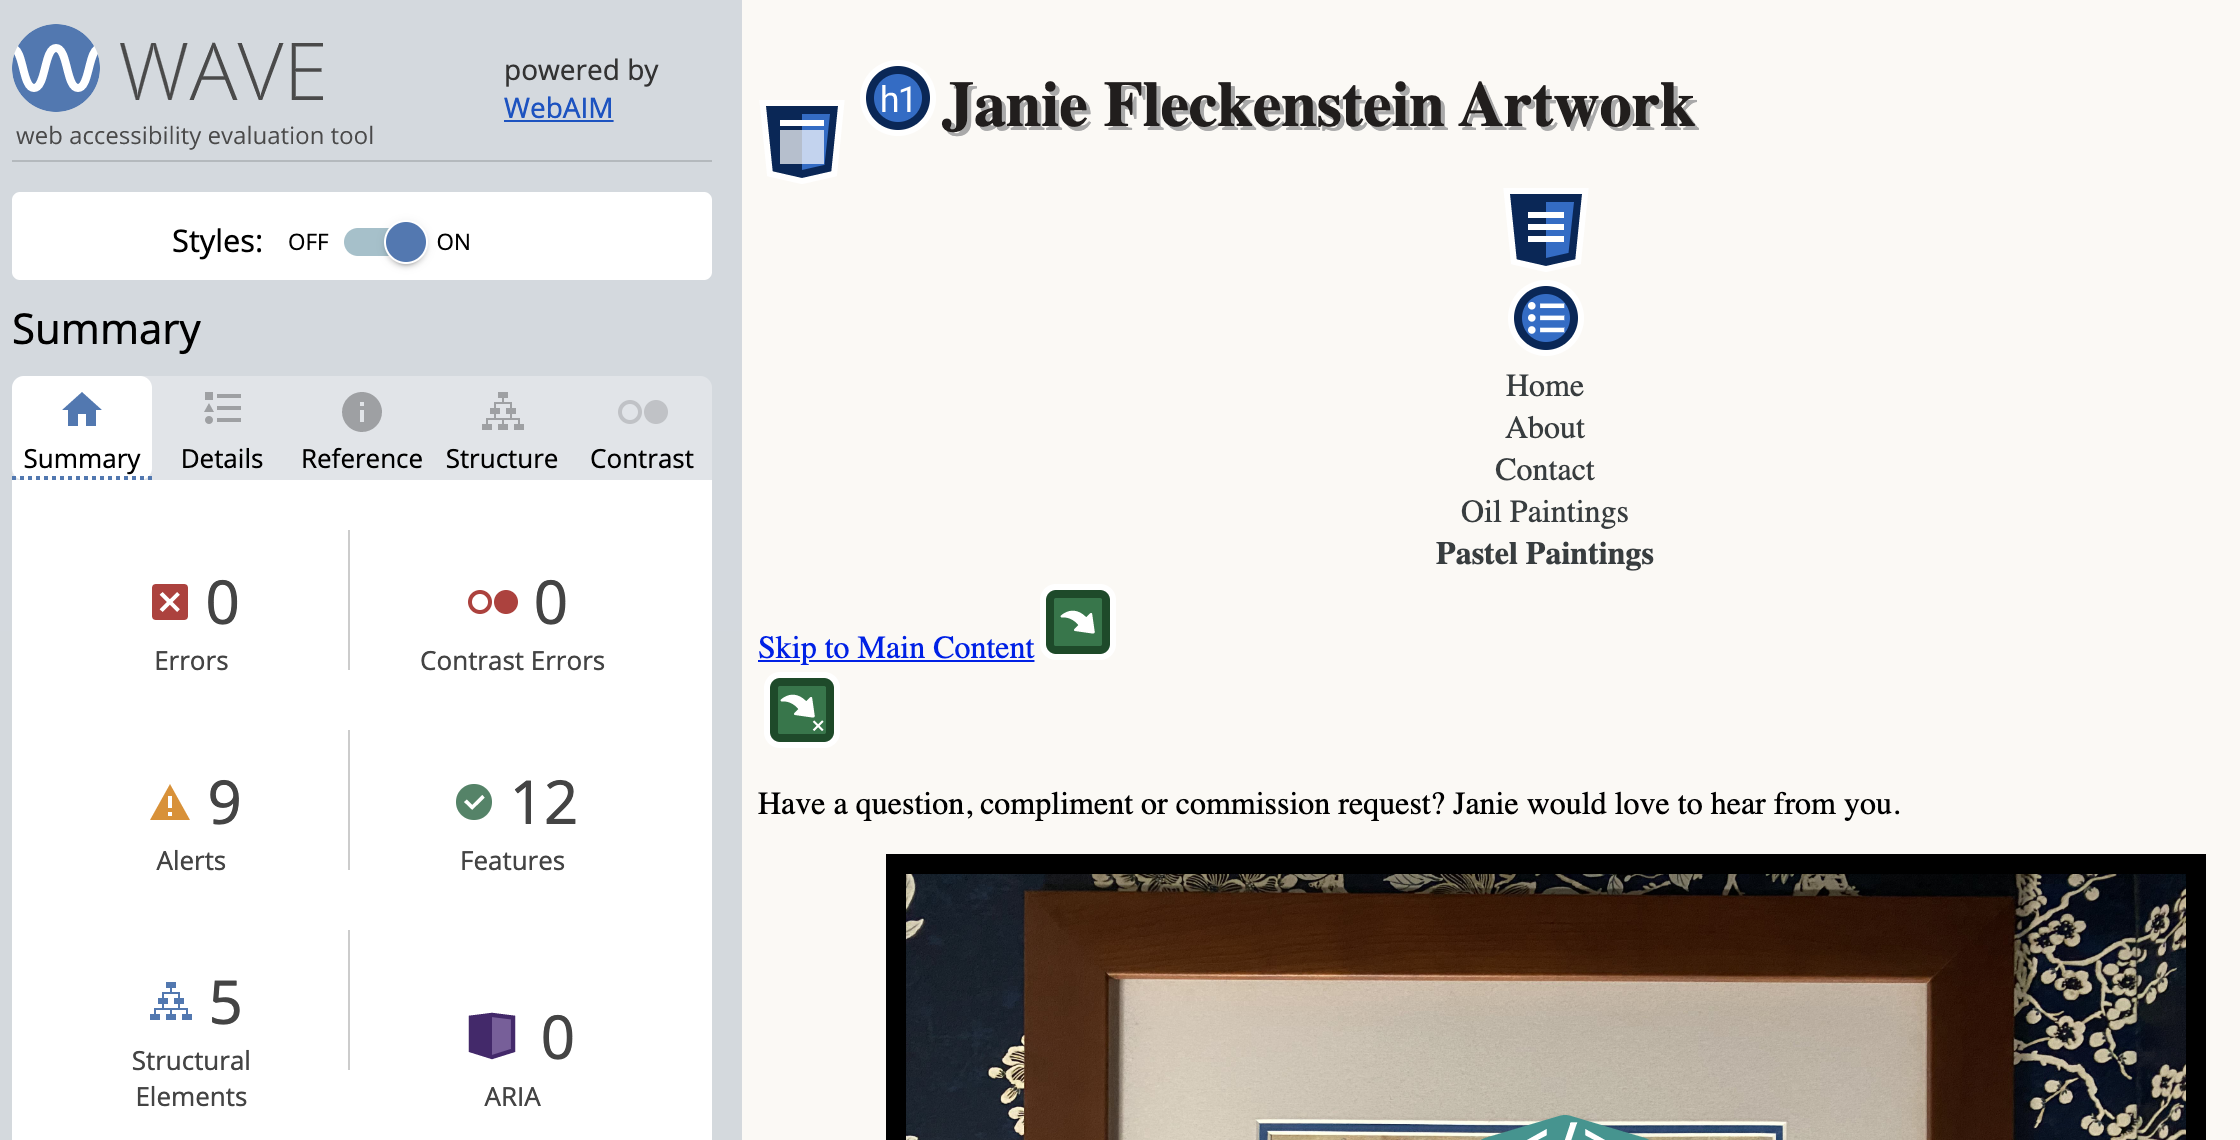 WAVE
powered by
WebAIM
web accessibility evaluation tool
Styles: OFF ON
Summary
Summary Details Reference Structure Contrast
0
Errors
0
Contrast Errors
9
Alerts
12
Features
5
Structural
Elements
0
ARIA
h1 Janie Fleckenstein Artwork
Home
About
Contact
Oil Paintings
Pastel Paintings
Skip to Main Content
Have a question, compliment or commission request? Janie would love to hear from you.